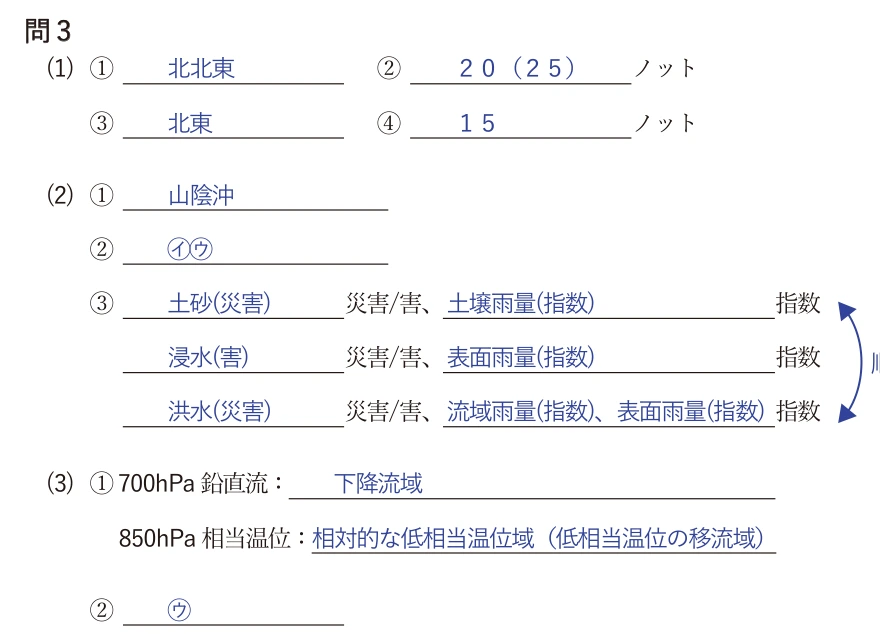 問3
(1) ① 北北東 ② 20（25） ノット
③ 北東 ④ 15 ノット
(2) ① 山陰沖
② ㋑㋒
③ 土砂(災害) 災害/害、 土壌雨量(指数) 指数
浸水(害) 災害/害、 表面雨量(指数) 指数
洪水(災害) 災害/害、 流域雨量(指数)、表面雨量(指数) 指数
(3) ① 700hPa 鉛直流： 下降流域
850hPa 相当温位： 相対的な低相当温位域（低相当温位の移流域）
② ㋒